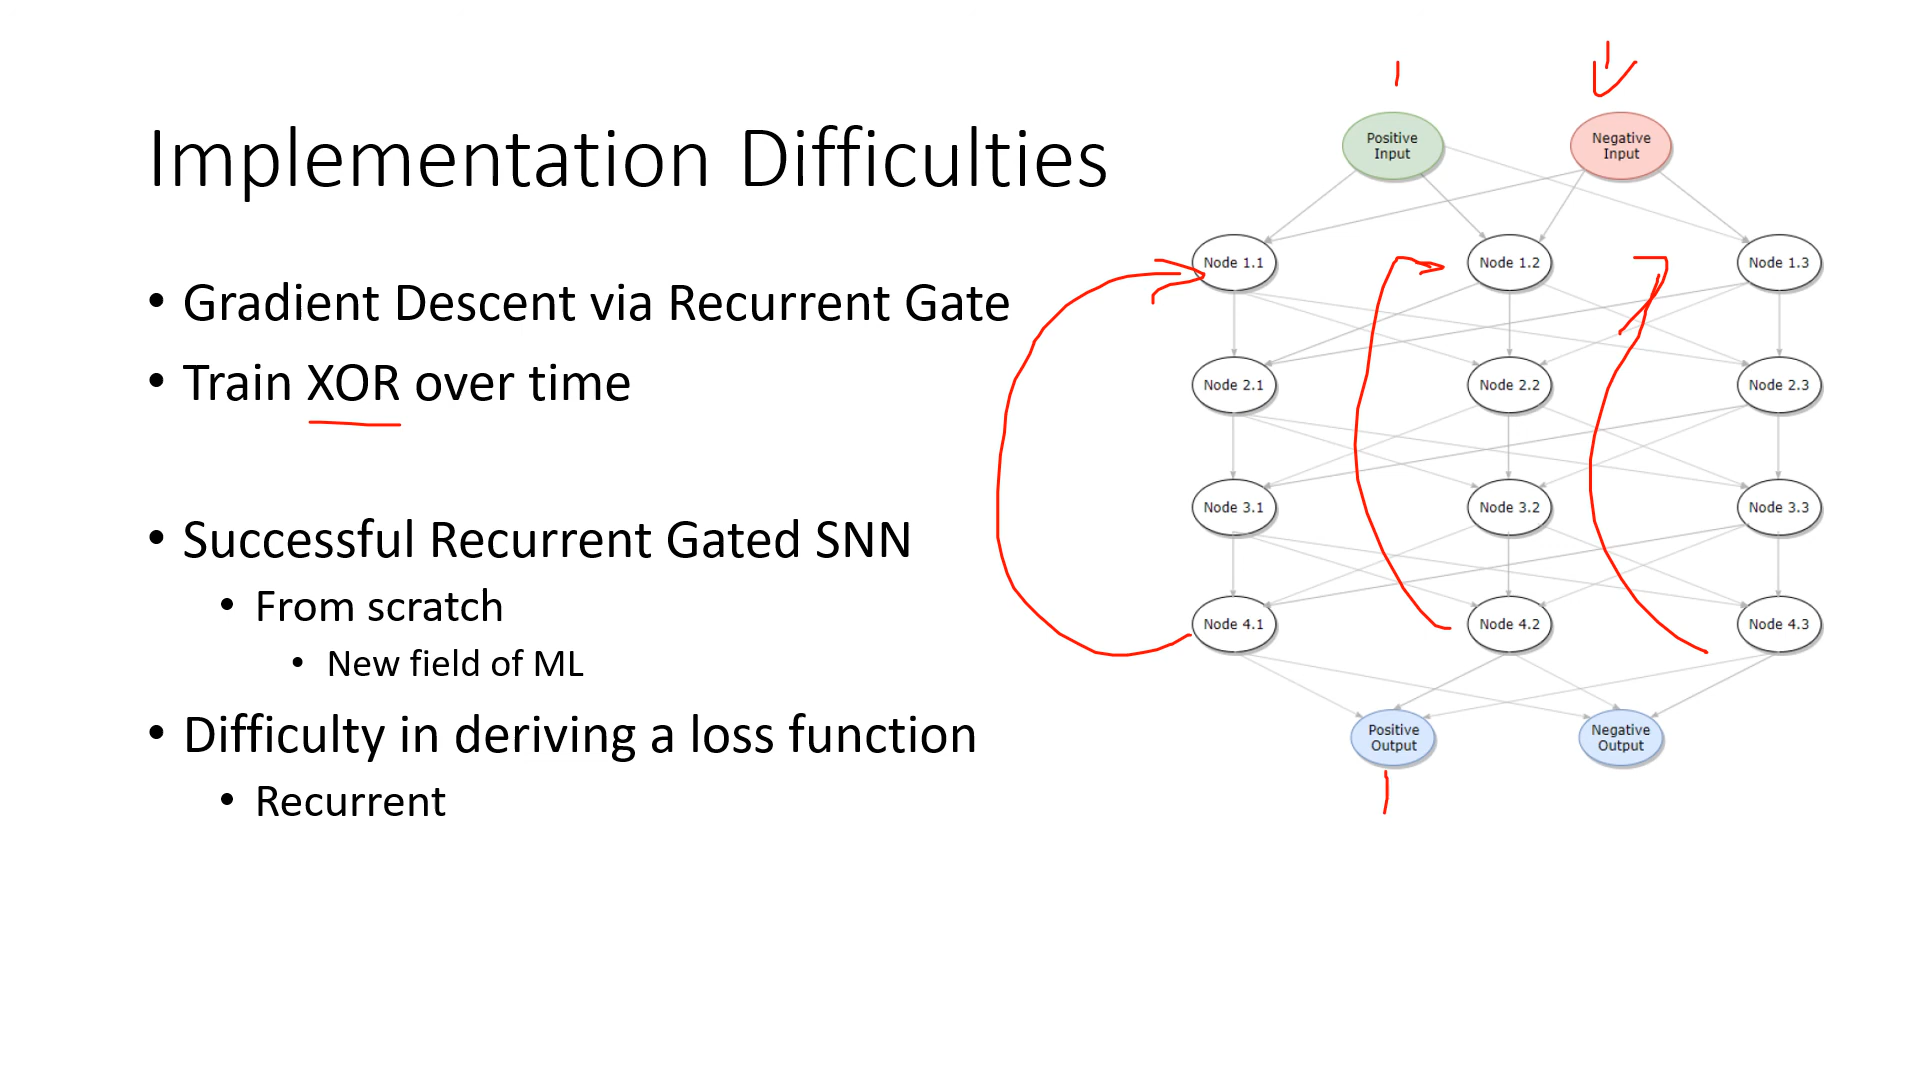 Implementation Difficulties
• Gradient Descent via Recurrent Gate
• Train XOR over time
• Successful Recurrent Gated SNN
• From scratch
• New field of ML
• Difficulty in deriving a loss function
• Recurrent
Positive
Input
Negative
Input
Node 1.1
Node 1.2
Node 1.3
Node 2.1
Node 2.2
Node 2.3
Node 3.1
Node 3.2
Node 3.3
Node 4.1
Node 4.2
Node 4.3
Positive
Output
Negative
Output